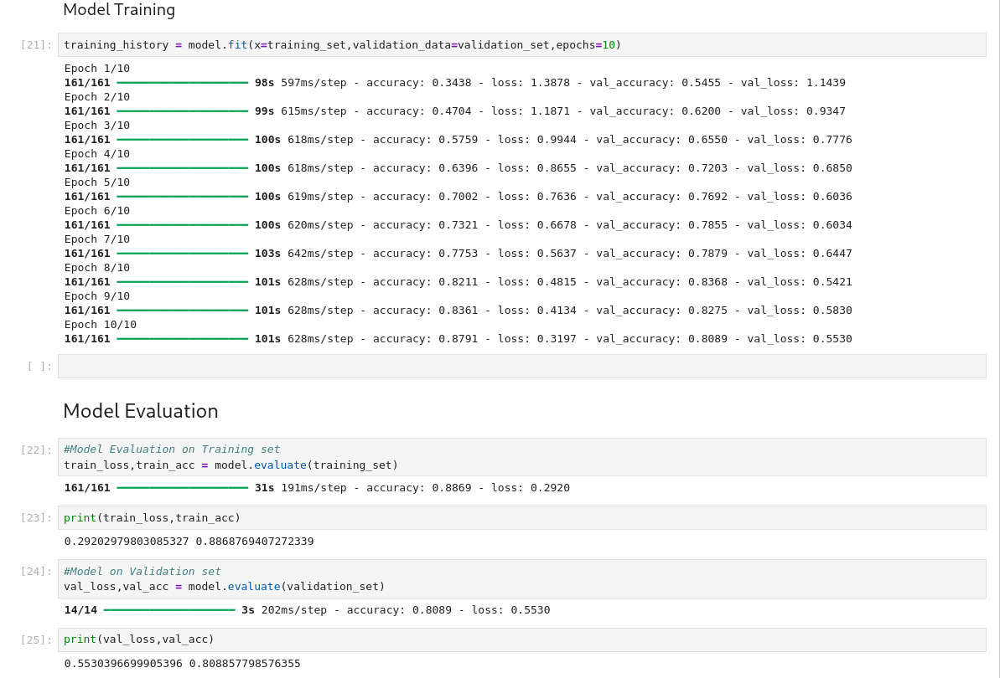 Model Training
[21]: training_history = model.fit(x=training_set,validation_data=validation_set,epochs=10)
Epoch 1/10
161/161 ━━━━━━━━━━━━━━━━━━━━ 98s 597ms/step - accuracy: 0.3438 - loss: 1.3878 - val_accuracy: 0.5455 - val_loss: 1.1439
Epoch 2/10
161/161 ━━━━━━━━━━━━━━━━━━━━ 99s 615ms/step - accuracy: 0.4704 - loss: 1.1871 - val_accuracy: 0.6200 - val_loss: 0.9347
Epoch 3/10
161/161 ━━━━━━━━━━━━━━━━━━━━ 100s 618ms/step - accuracy: 0.5759 - loss: 0.9944 - val_accuracy: 0.6550 - val_loss: 0.7776
Epoch 4/10
161/161 ━━━━━━━━━━━━━━━━━━━━ 100s 618ms/step - accuracy: 0.6396 - loss: 0.8655 - val_accuracy: 0.7203 - val_loss: 0.6850
Epoch 5/10
161/161 ━━━━━━━━━━━━━━━━━━━━ 100s 619ms/step - accuracy: 0.7002 - loss: 0.7636 - val_accuracy: 0.7692 - val_loss: 0.6036
Epoch 6/10
161/161 ━━━━━━━━━━━━━━━━━━━━ 100s 620ms/step - accuracy: 0.7321 - loss: 0.6678 - val_accuracy: 0.7855 - val_loss: 0.6034
Epoch 7/10
161/161 ━━━━━━━━━━━━━━━━━━━━ 103s 642ms/step - accuracy: 0.7753 - loss: 0.5637 - val_accuracy: 0.7879 - val_loss: 0.6447
Epoch 8/10
161/161 ━━━━━━━━━━━━━━━━━━━━ 101s 628ms/step - accuracy: 0.8211 - loss: 0.4815 - val_accuracy: 0.8368 - val_loss: 0.5421
Epoch 9/10
161/161 ━━━━━━━━━━━━━━━━━━━━ 101s 628ms/step - accuracy: 0.8361 - loss: 0.4134 - val_accuracy: 0.8275 - val_loss: 0.5830
Epoch 10/10
161/161 ━━━━━━━━━━━━━━━━━━━━ 101s 628ms/step - accuracy: 0.8791 - loss: 0.3197 - val_accuracy: 0.8089 - val_loss: 0.5530
[ ]:
Model Evaluation
[22]: #Model Evaluation on Training set
train_loss,train_acc = model.evaluate(training_set)
161/161 ━━━━━━━━━━━━━━━━━━━━ 31s 191ms/step - accuracy: 0.8869 - loss: 0.2920
[23]: print(train_loss,train_acc)
0.29202979803085327 0.8868769407272339
[24]: #Model on Validation set
val_loss,val_acc = model.evaluate(validation_set)
14/14 ━━━━━━━━━━━━━━━━━━━━ 3s 202ms/step - accuracy: 0.8089 - loss: 0.5530
[25]: print(val_loss,val_acc)
0.5530396699905396 0.808857798576355